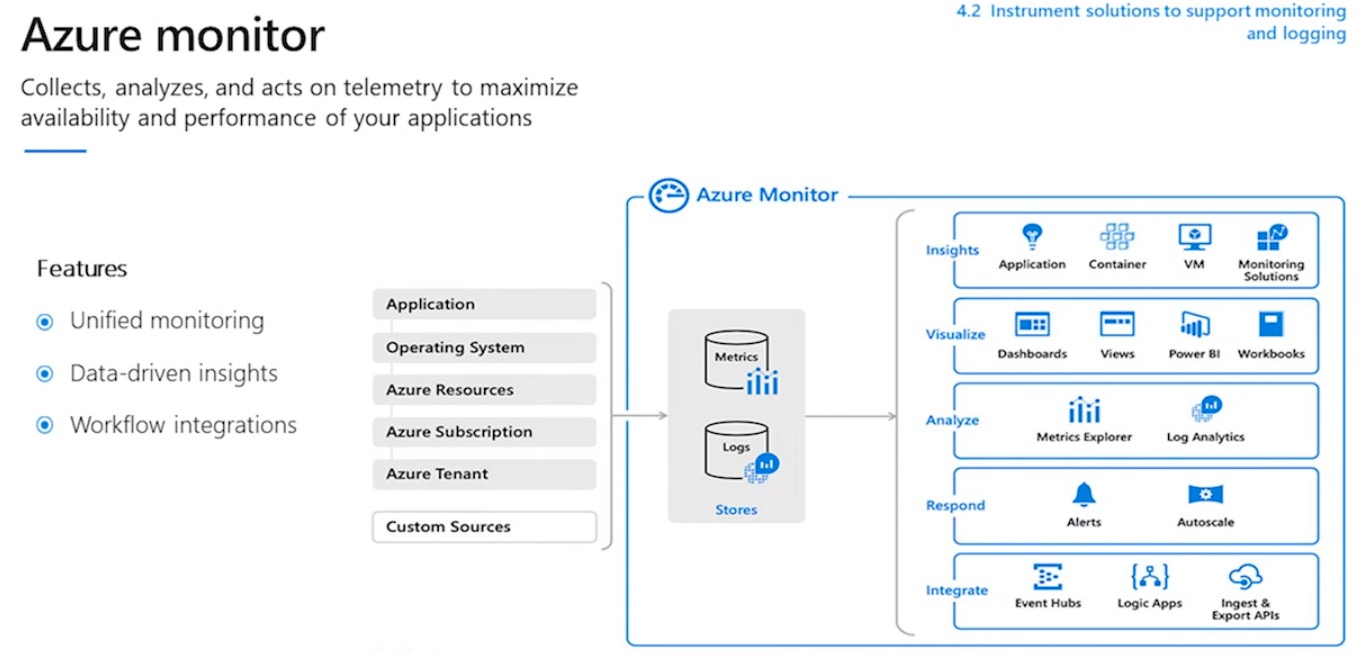 Azure monitor
4.2 Instrument solutions to support monitoring
and logging
Collects, analyzes, and acts on telemetry to maximize
availability and performance of your applications
Features
Unified monitoring
Data-driven insights
Workflow integrations
Application
Operating System
Azure Resources
Azure Subscription
Azure Tenant
Custom Sources
Azure Monitor
Metrics
Logs
Stores
Insights
Application
Container
VM
Monitoring
Solutions
Visualize
Dashboards
Views
Power BI
Workbooks
Analyze
Metrics Explorer
Log Analytics
Respond
Alerts
Autoscale
Integrate
Event Hubs
Logic Apps
Ingest &
Export APIs